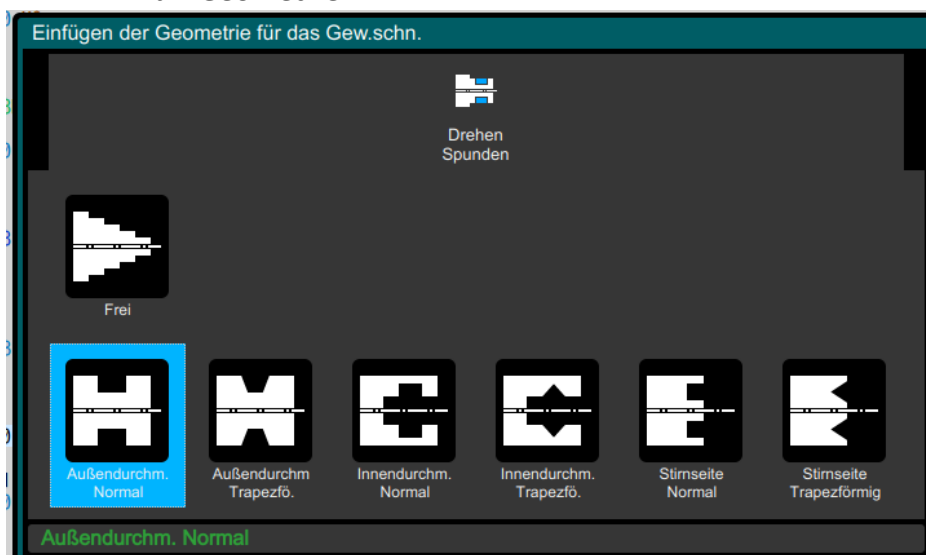 Einfügen der Geometrie für das Gew.schn.
Drehen
Spunden
Frei
Außendurchm.
Normal
Außendurchm
Trapezfö.
Innendurchm.
Normal
Innendurchm.
Trapezfö.
Stirnseite
Normal
Stirnseite
Trapezförmig
Außendurchm. Normal